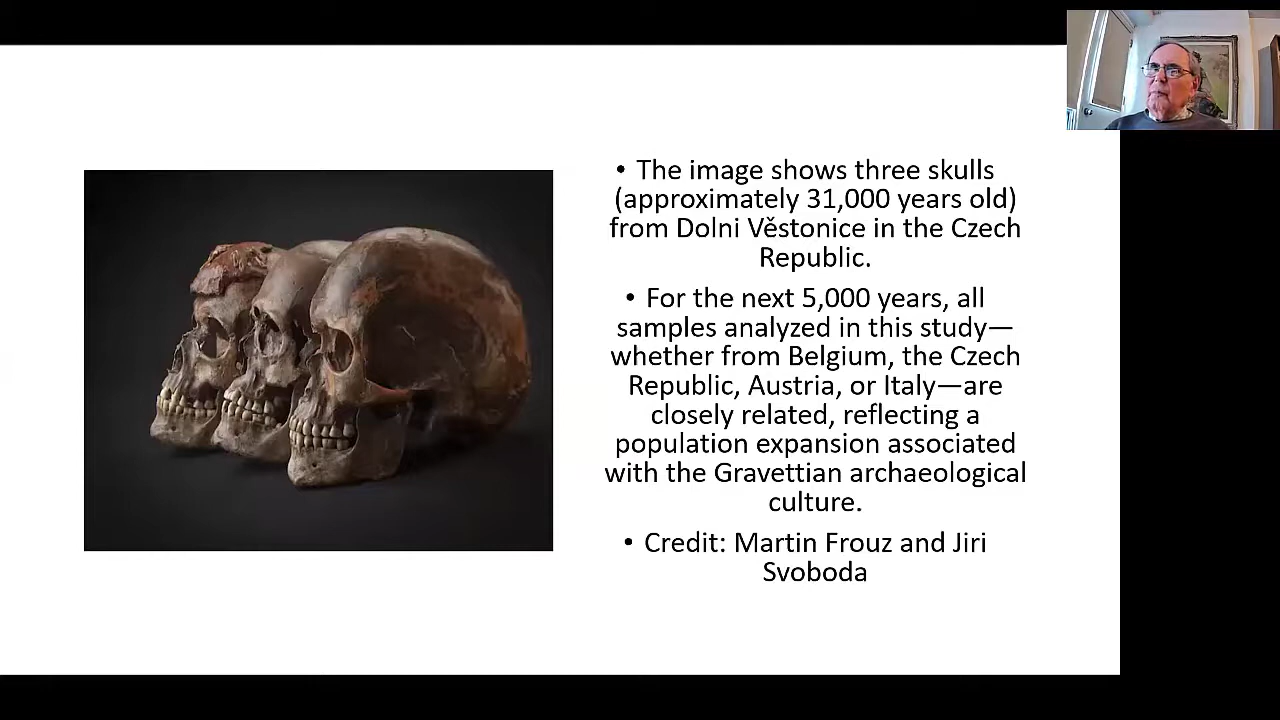 • The image shows three skulls
(approximately 31,000 years old)
from Dolni Věstonice in the Czech
Republic.
• For the next 5,000 years, all
samples analyzed in this study—
whether from Belgium, the Czech
Republic, Austria, or Italy—are
closely related, reflecting a
population expansion associated
with the Gravettian archaeological
culture.
• Credit: Martin Frouz and Jiri
Svoboda